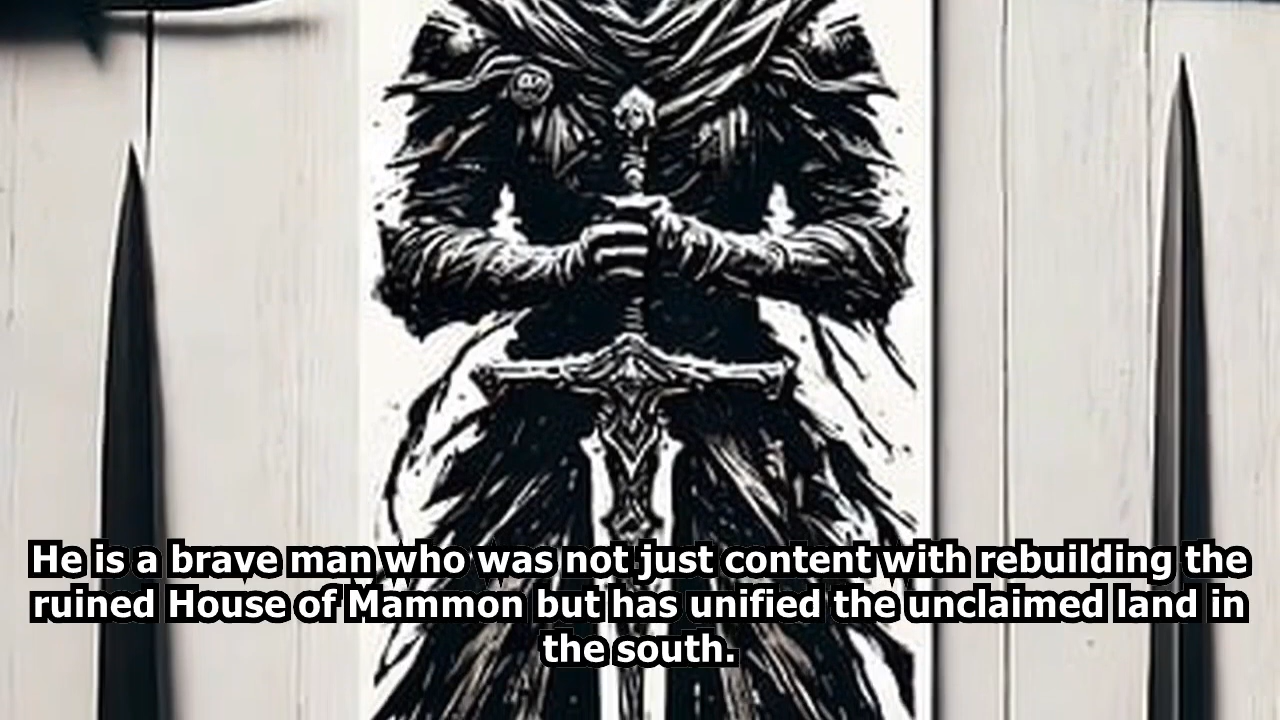 He is a brave man who was not just content with rebuilding the
ruined House of Mammon but has unified the unclaimed land in
the south.